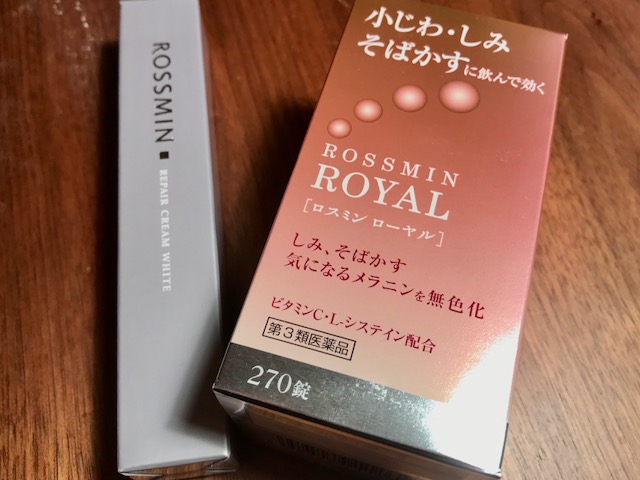 ROSSMIN
REPAIR CREAM WHITE
小じわ・しみ
そばかすに飲んで効く
ROSSMIN
ROYAL
[ロスミン ローヤル]
しみ、そばかす
気になるメラニンを無色化
ビタミンC・L-システイン配合
第3類医薬品
270錠